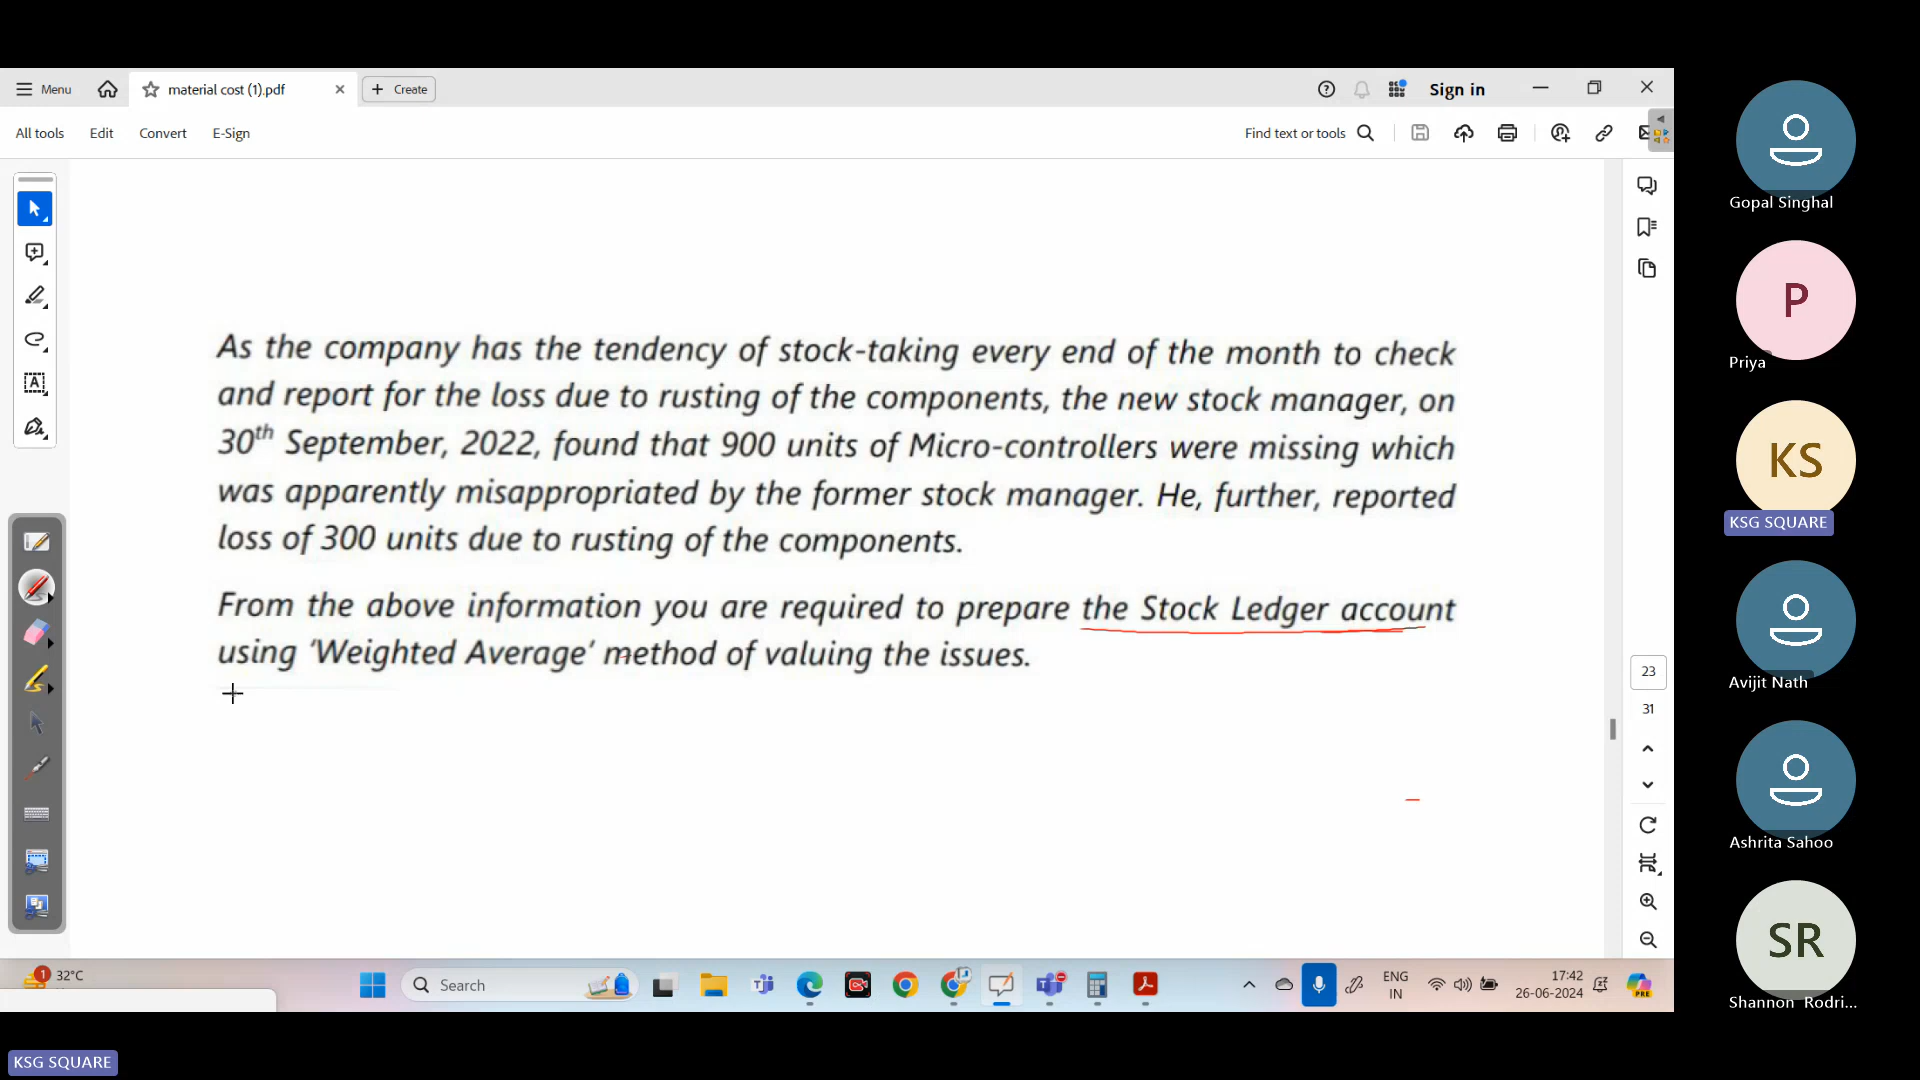 Menu
material cost (1).pdf
Create
Sign in
All tools
Edit
Convert
E-Sign
Find text or tools
As the company has the tendency of stock-taking every end of the month to check
and report for the loss due to rusting of the components, the new stock manager, on
30th September, 2022, found that 900 units of Micro-controllers were missing which
was apparently misappropriated by the former stock manager. He, further, reported
loss of 300 units due to rusting of the components.
From the above information you are required to prepare the Stock Ledger account
using ‘Weighted Average’ method of valuing the issues.
23
31
1
32°C
Search
ENG
IN
17:42
26-06-2024
PRE
Gopal Singhal
P
Priya
KS
KSG SQUARE
Avijit Nath
Ashrita Sahoo
SR
Shannon Rodri...
KSG SQUARE